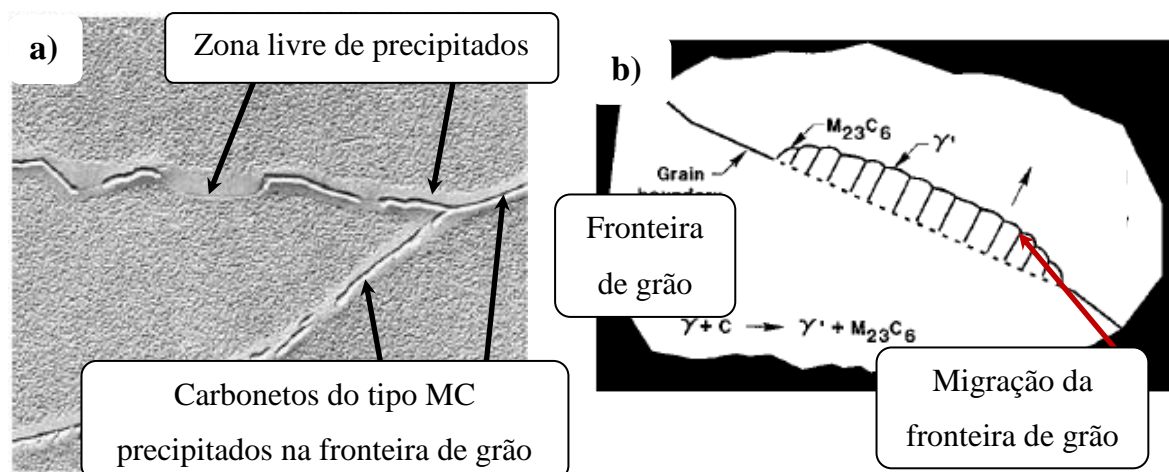 a)
Zona livre de precipitados
Carbonetos do tipo MC
precipitados na fronteira de grão
b)
M23C6
γ'
Grain
boundary
Fronteira
de grão
γ + C → γ' + M23C6
Migração da
fronteira de grão